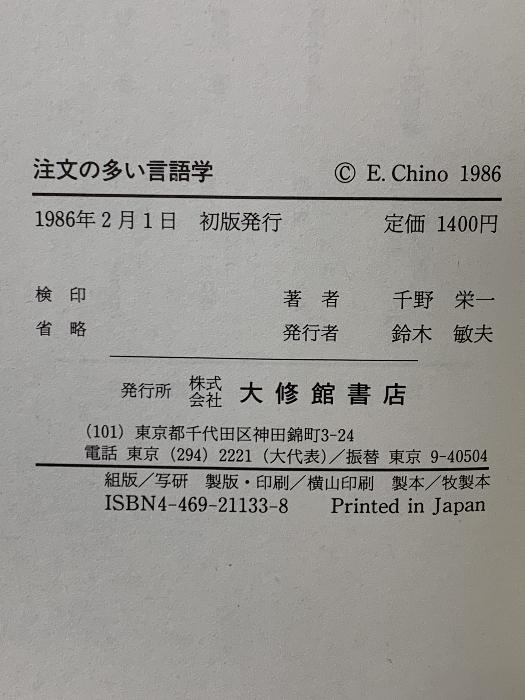 注文の多い言語学 © E. Chino 1986
1986年2月1日 初版発行 定価 1400円
検印 著者 千野 栄一
省略 発行者 鈴木 敏夫
発行所 株式会社 大修館書店
(101) 東京都千代田区神田錦町3-24
電話 東京 (294) 2221 (大代表)/振替 東京 9-40504
組版/写研 製版・印刷/横山印刷 製本/牧製本
ISBN4-469-21133-8 Printed in Japan